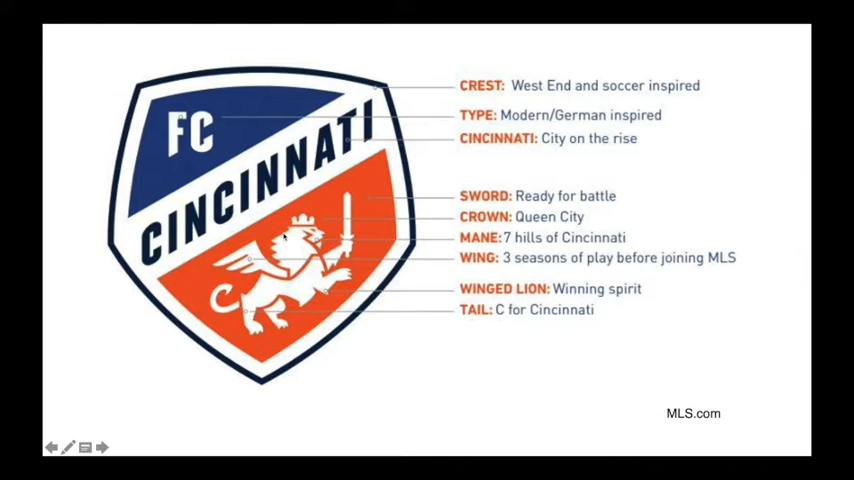 FC
CINCINNATI
CREST: West End and soccer inspired
TYPE: Modern/German inspired
CINCINNATI: City on the rise
SWORD: Ready for battle
CROWN: Queen City
MANE: 7 hills of Cincinnati
WING: 3 seasons of play before joining MLS
WINGED LION: Winning spirit
TAIL: C for Cincinnati
MLS.com